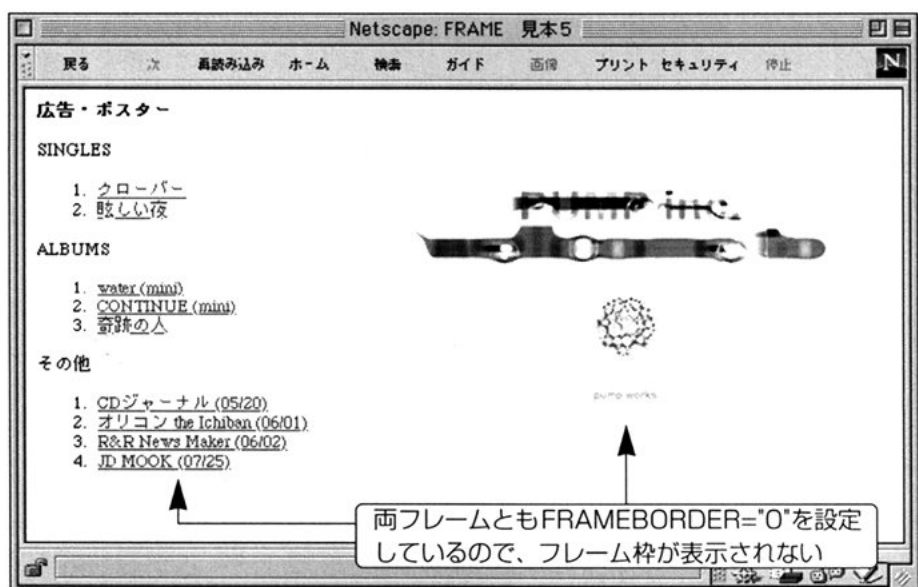 Netscape: FRAME 見本5
戻る 次 再読み込み ホーム 検索 ガイド 画像 プリント セキュリティ 停止
N
広告・ポスター
SINGLES
1. クローバー
2. 眩しい夜
ALBUMS
1. water (mini)
2. CONTINUE (mini)
3. 奇跡の人
その他
1. CDジャーナル (05/20)
2. オリコン the Ichiban (06/01)
3. R&R News Maker (06/02)
4. JD MOOK (07/25)
pump works
両フレームともFRAMEBORDER="0"を設定
しているので、フレーム枠が表示されない